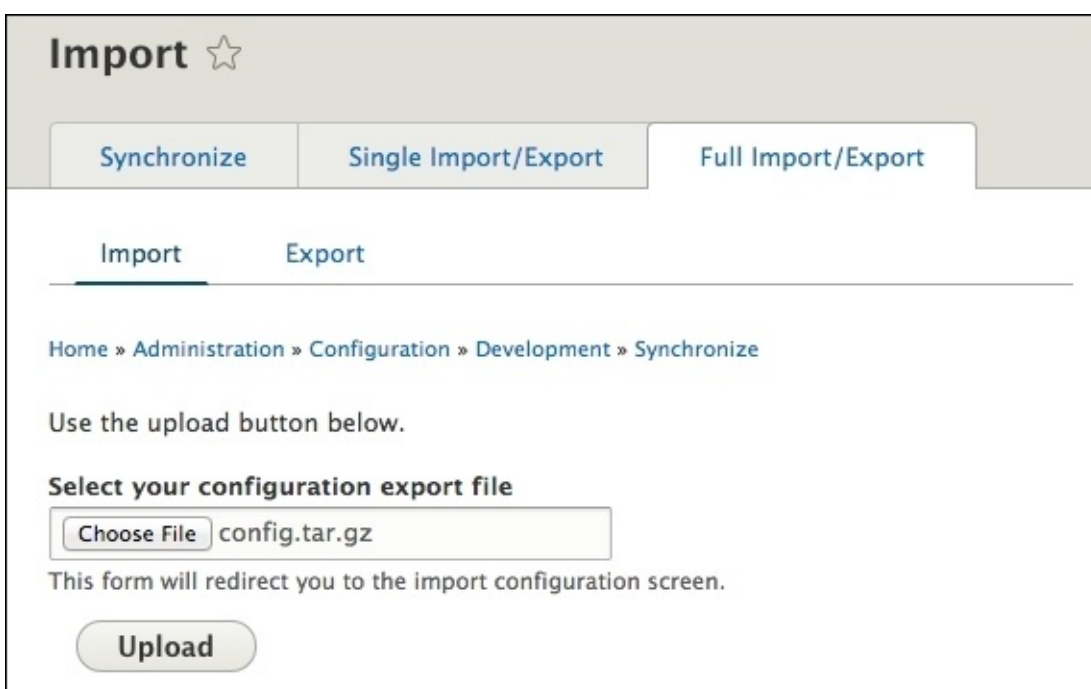 Import
Synchronize Single Import/Export Full Import/Export
Import Export
Home » Administration » Configuration » Development » Synchronize
Use the upload button below.
Select your configuration export file
Choose File config.tar.gz
This form will redirect you to the import configuration screen.
Upload